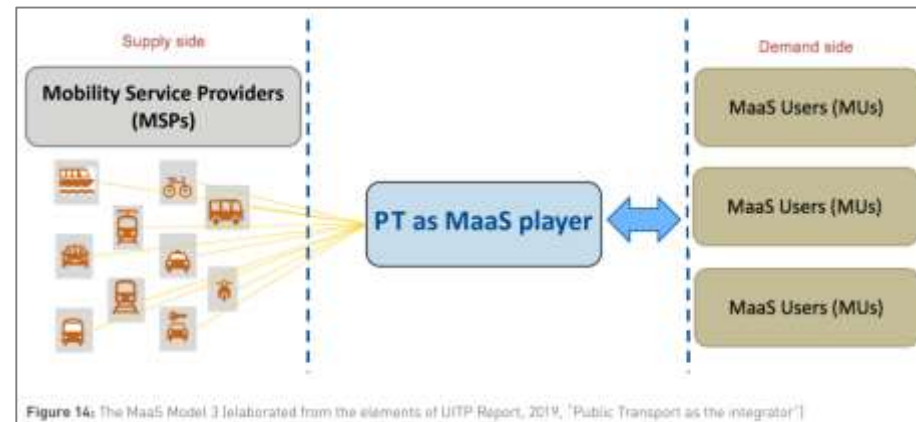 Supply side
Demand side
Mobility Service Providers
(MSPs)
MaaS Users (MUs)
PT as MaaS player
MaaS Users (MUs)
MaaS Users (MUs)
Figure 14: The MaaS Model 3 [elaborated from the elements of UITP Report, 2019, "Public Transport as the integrator"]